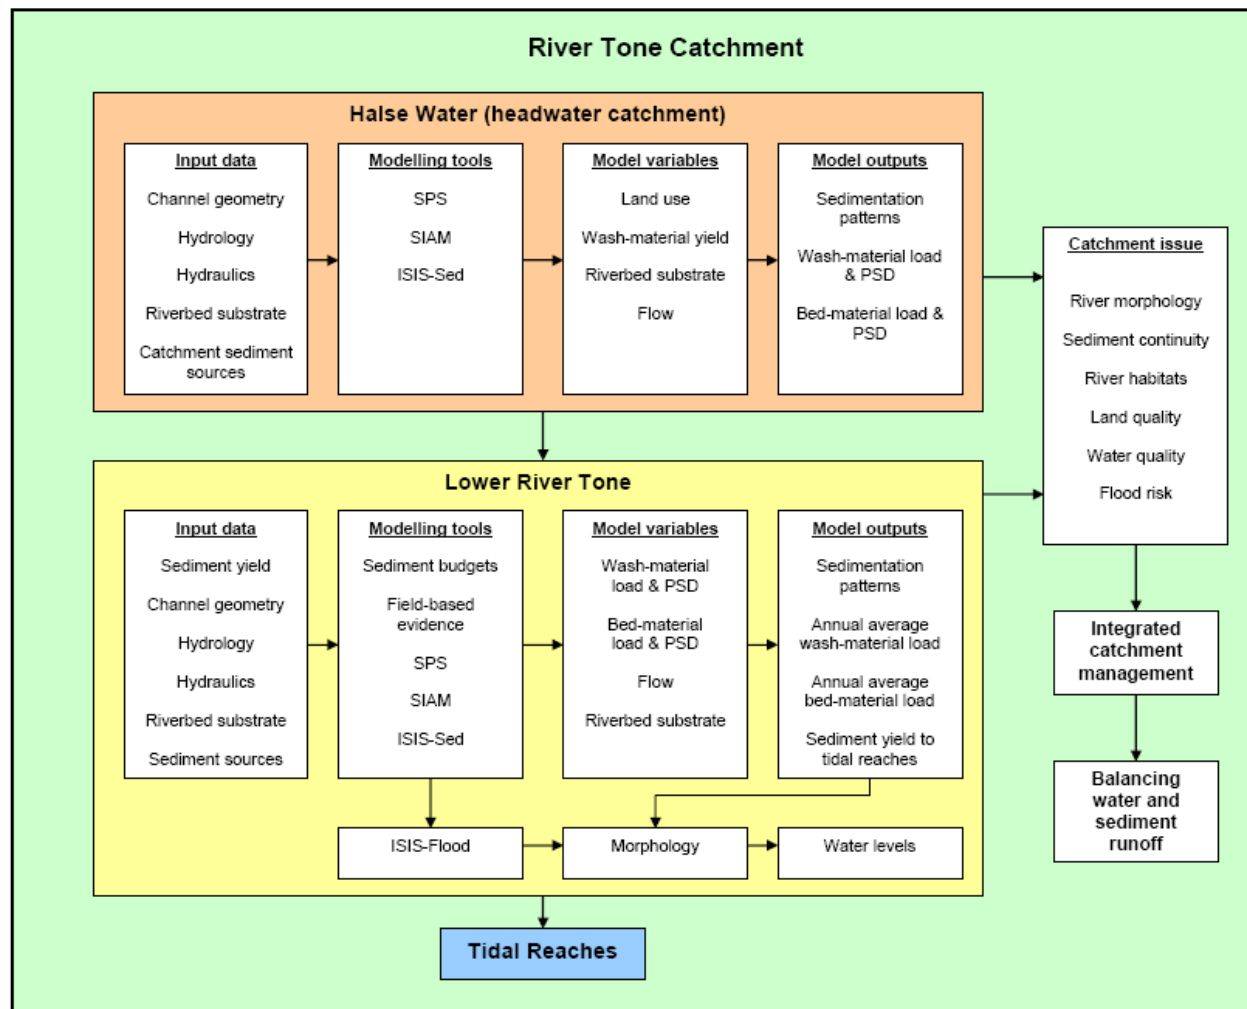 River Tone Catchment
Halse Water (headwater catchment)
Input data
Channel geometry
Hydrology
Hydraulics
Riverbed substrate
Catchment sediment
sources
Modelling tools
SPS
SIAM
ISIS-Sed
Model variables
Land use
Wash-material yield
Riverbed substrate
Flow
Model outputs
Sedimentation
patterns
Wash-material load
& PSD
Bed-material load &
PSD
Catchment issue
River morphology
Sediment continuity
River habitats
Land quality
Water quality
Flood risk
Lower River Tone
Input data
Sediment yield
Channel geometry
Hydrology
Hydraulics
Riverbed substrate
Sediment sources
Modelling tools
Sediment budgets
Field-based
evidence
SPS
SIAM
ISIS-Sed
Model variables
Wash-material
load & PSD
Bed-material
load & PSD
Flow
Riverbed substrate
Model outputs
Sedimentation
patterns
Annual average
wash-material load
Annual average
bed-material load
Sediment yield to
tidal reaches
ISIS-Flood
Morphology
Water levels
Integrated
catchment
management
Balancing
water and
sediment
runoff
Tidal Reaches